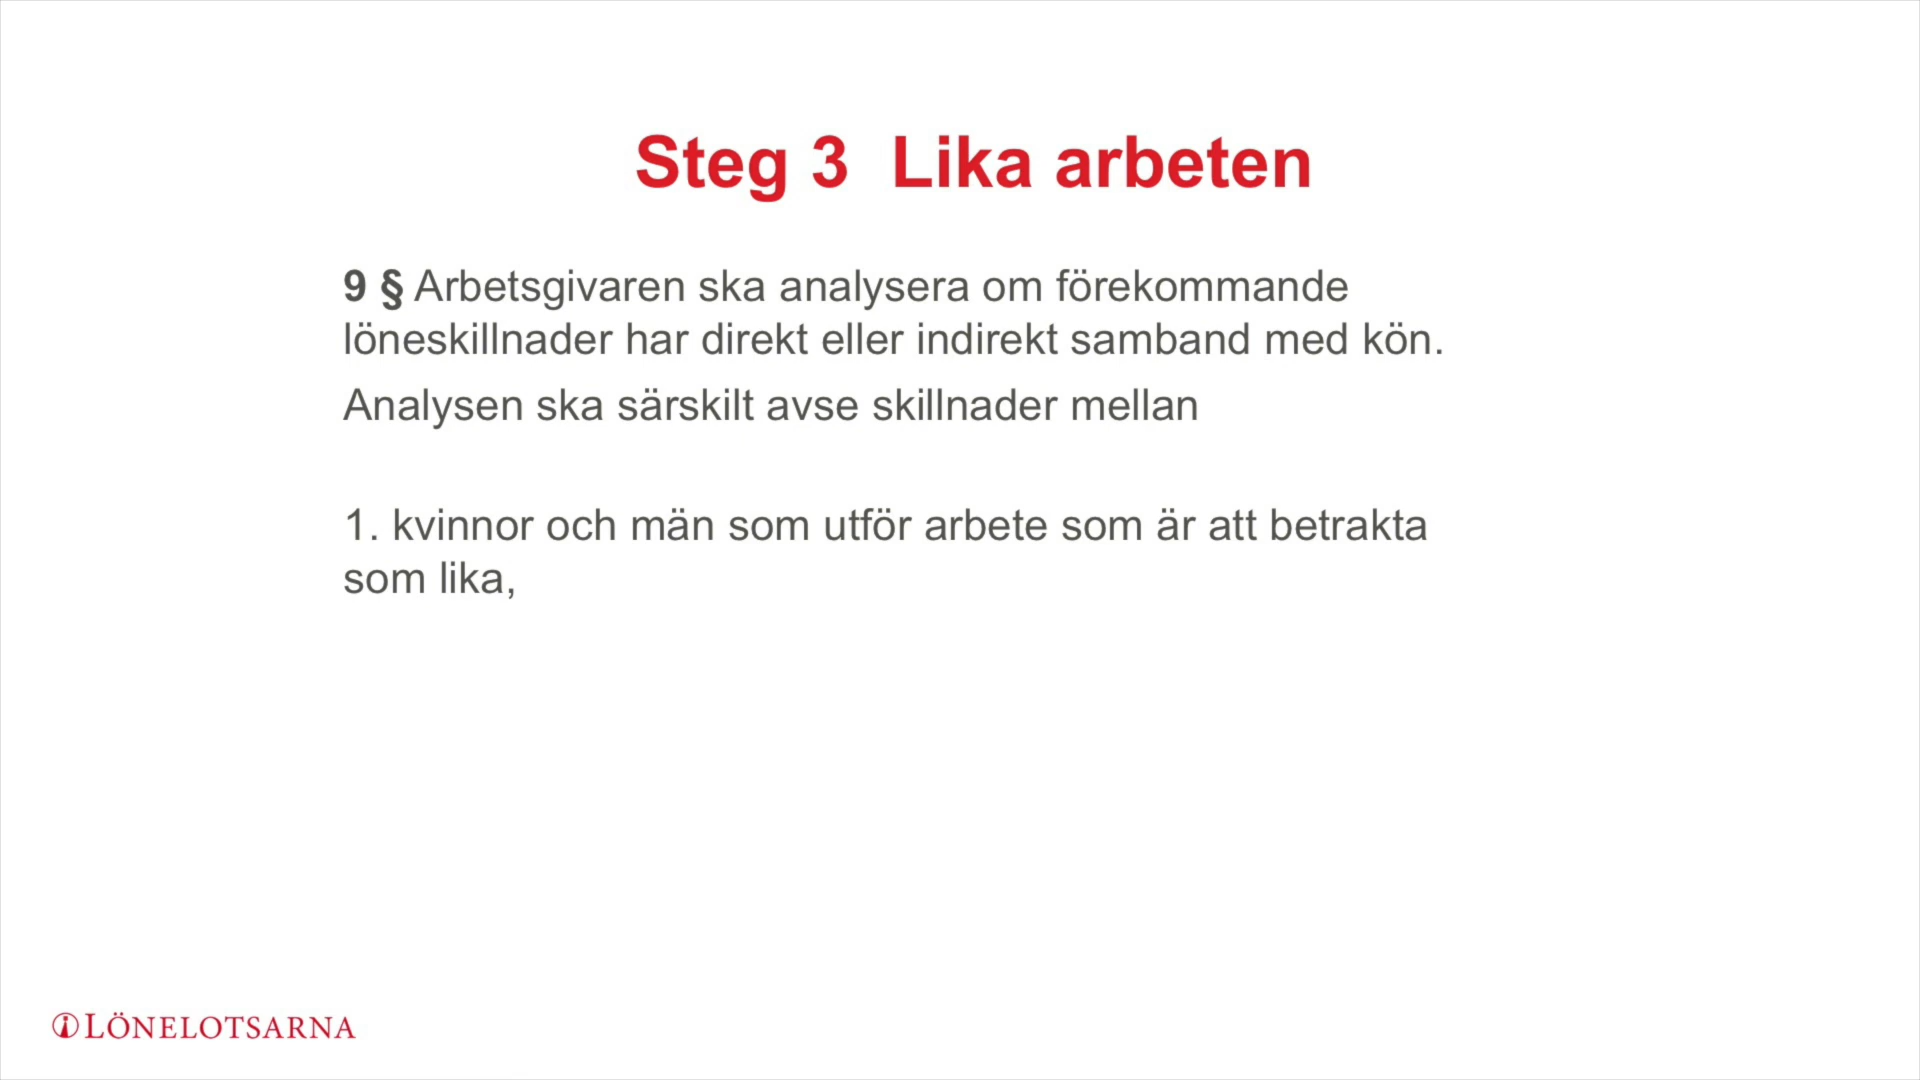 Steg 3 Lika arbeten
9 § Arbetsgivaren ska analysera om förekommande
löneskillnader har direkt eller indirekt samband med kön.
Analysen ska särskilt avse skillnader mellan
1. kvinnor och män som utför arbete som är att betrakta
som lika,
LÖNELOTSARNA